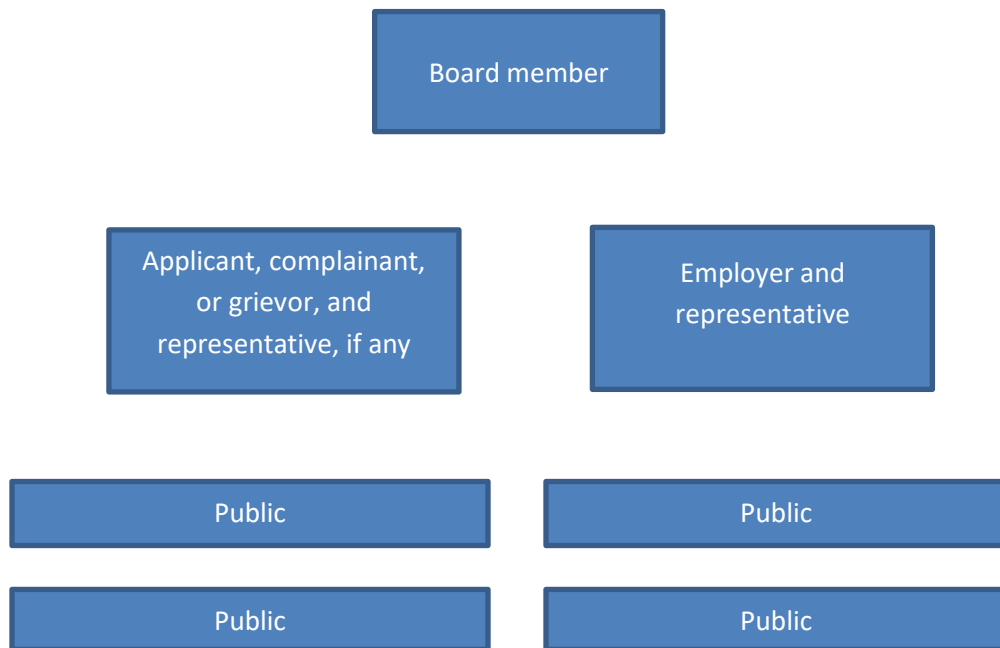 Board member
Applicant, complainant,
or grievor, and
representative, if any
Employer and
representative
Public
Public
Public
Public